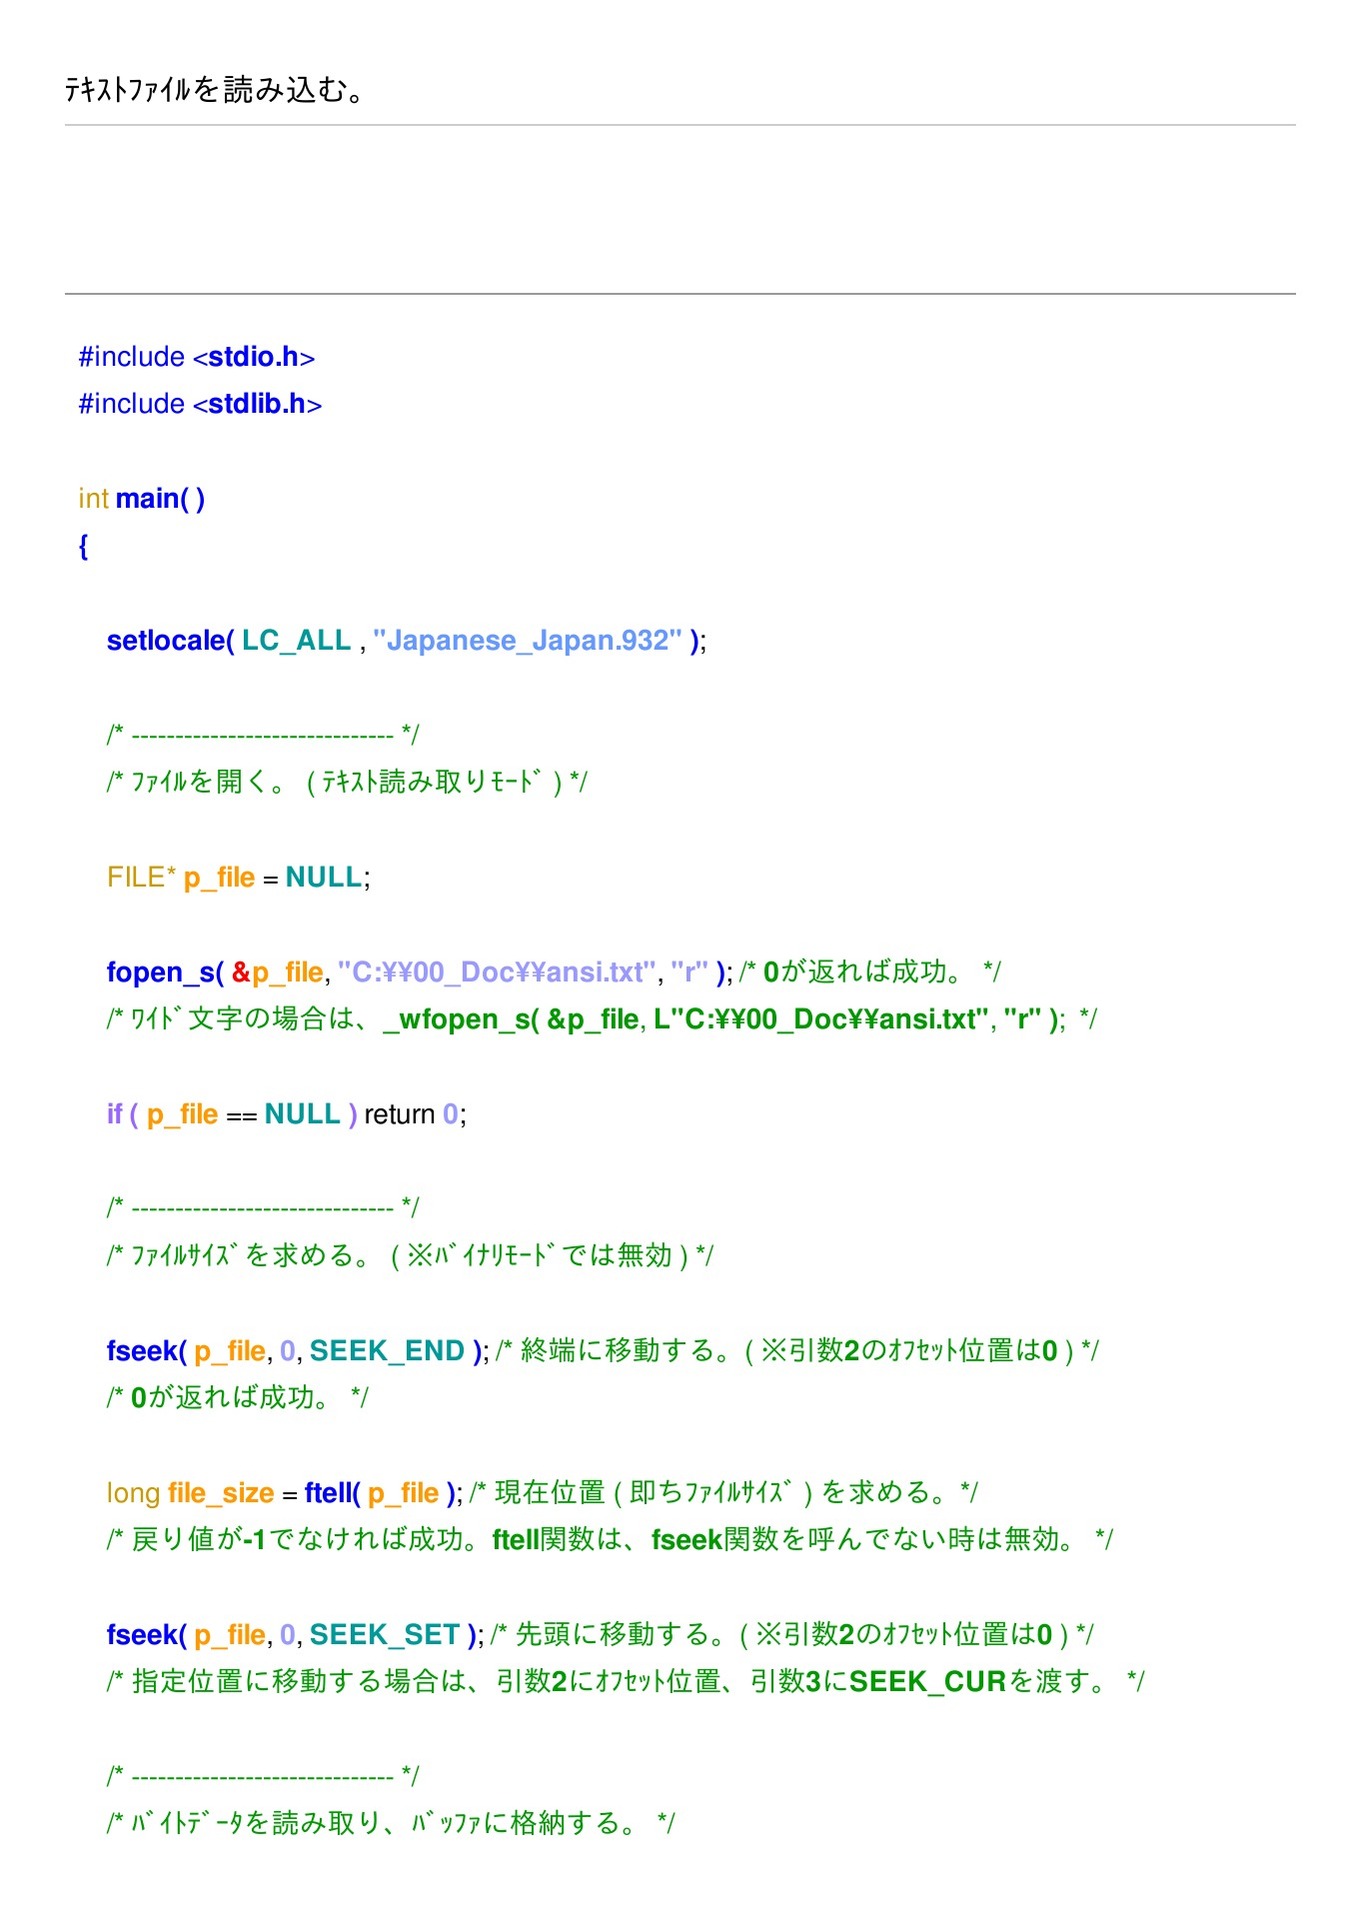 ﾃｷｽﾄﾌｧｲﾙを読み込む。
#include <stdio.h>
#include <stdlib.h>
int main( )
{
setlocale( LC_ALL , "Japanese_Japan.932" );
/* ------------------------------ */
/* ﾌｧｲﾙを開く。 ( ﾃｷｽﾄ読み取りﾓｰﾄﾞ ) */
FILE* p_file = NULL;
fopen_s( &p_file, "C:¥¥00_Doc¥¥ansi.txt", "r" ); /* 0が返れば成功。 */
/* ﾜｲﾄﾞ文字の場合は、_wfopen_s( &p_file, L"C:¥¥00_Doc¥¥ansi.txt", "r" );  */
if ( p_file == NULL ) return 0;
/* ------------------------------ */
/* ﾌｧｲﾙｻｲｽﾞを求める。 ( ※ﾊﾞｲﾅﾘﾓｰﾄﾞでは無効 ) */
fseek( p_file, 0, SEEK_END ); /* 終端に移動する。( ※引数2のｵﾌｾｯﾄ位置は0 ) */
/* 0が返れば成功。 */
long file_size = ftell( p_file ); /* 現在位置 ( 即ちﾌｧｲﾙｻｲｽﾞ ) を求める。*/
/* 戻り値が-1でなければ成功。ftell関数は、fseek関数を呼んでない時は無効。 */
fseek( p_file, 0, SEEK_SET ); /* 先頭に移動する。( ※引数2のｵﾌｾｯﾄ位置は0 ) */
/* 指定位置に移動する場合は、引数2にｵﾌｾｯﾄ位置、引数3にSEEK_CURを渡す。 */
/* ------------------------------ */
/* ﾊﾞｲﾄﾃﾞｰﾀを読み取り、ﾊﾞｯﾌｧに格納する。 */